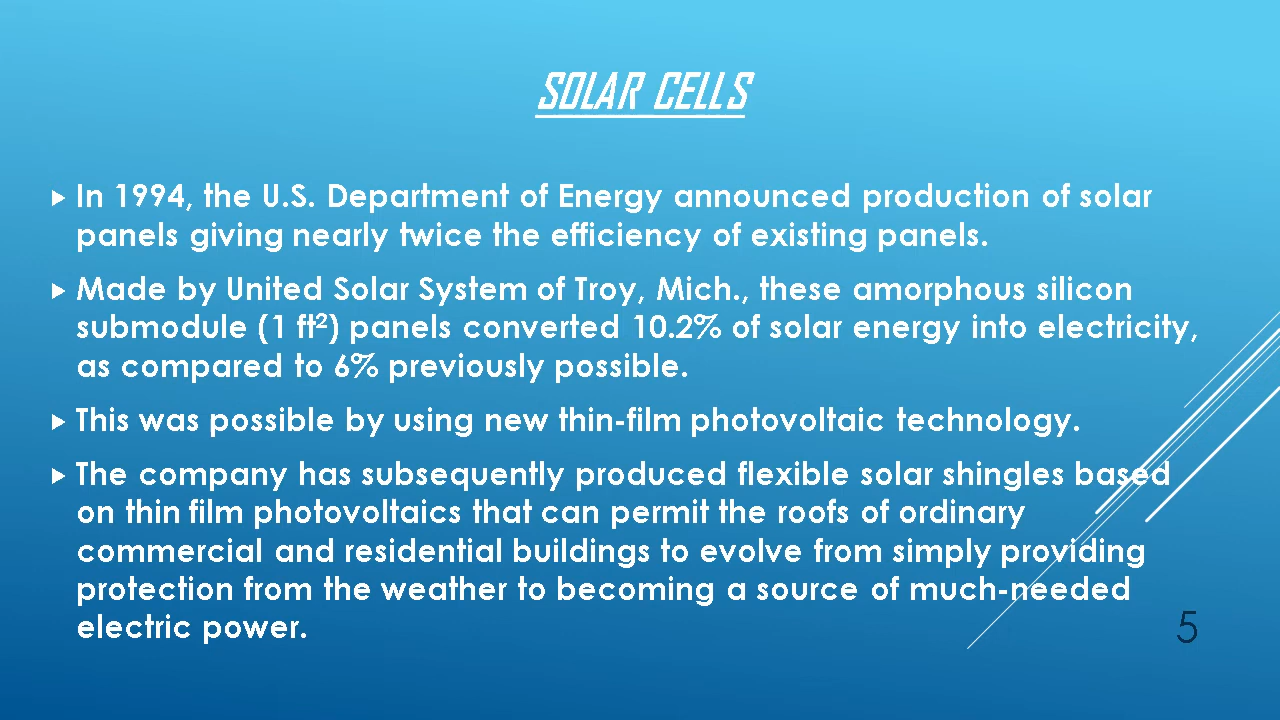 SOLAR CELLS
In 1994, the U.S. Department of Energy announced production of solar
panels giving nearly twice the efficiency of existing panels.
Made by United Solar System of Troy, Mich., these amorphous silicon
submodule (1 ft²) panels converted 10.2% of solar energy into electricity,
as compared to 6% previously possible.
This was possible by using new thin-film photovoltaic technology.
The company has subsequently produced flexible solar shingles based
on thin film photovoltaics that can permit the roofs of ordinary
commercial and residential buildings to evolve from simply providing
protection from the weather to becoming a source of much-needed
electric power.
5